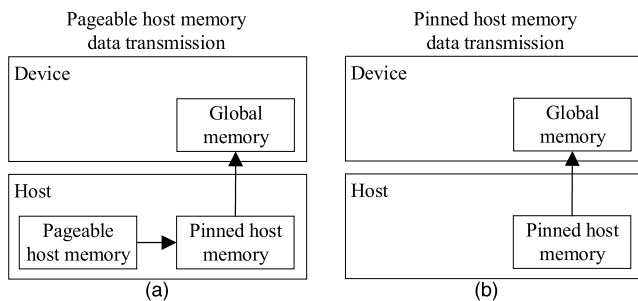 Pageable host memory
data transmission
Device
Global
memory
Host
Pageable
host memory
Pinned host
memory
(a)
Pinned host memory
data transmission
Device
Global
memory
Host
Pinned host
memory
(b)